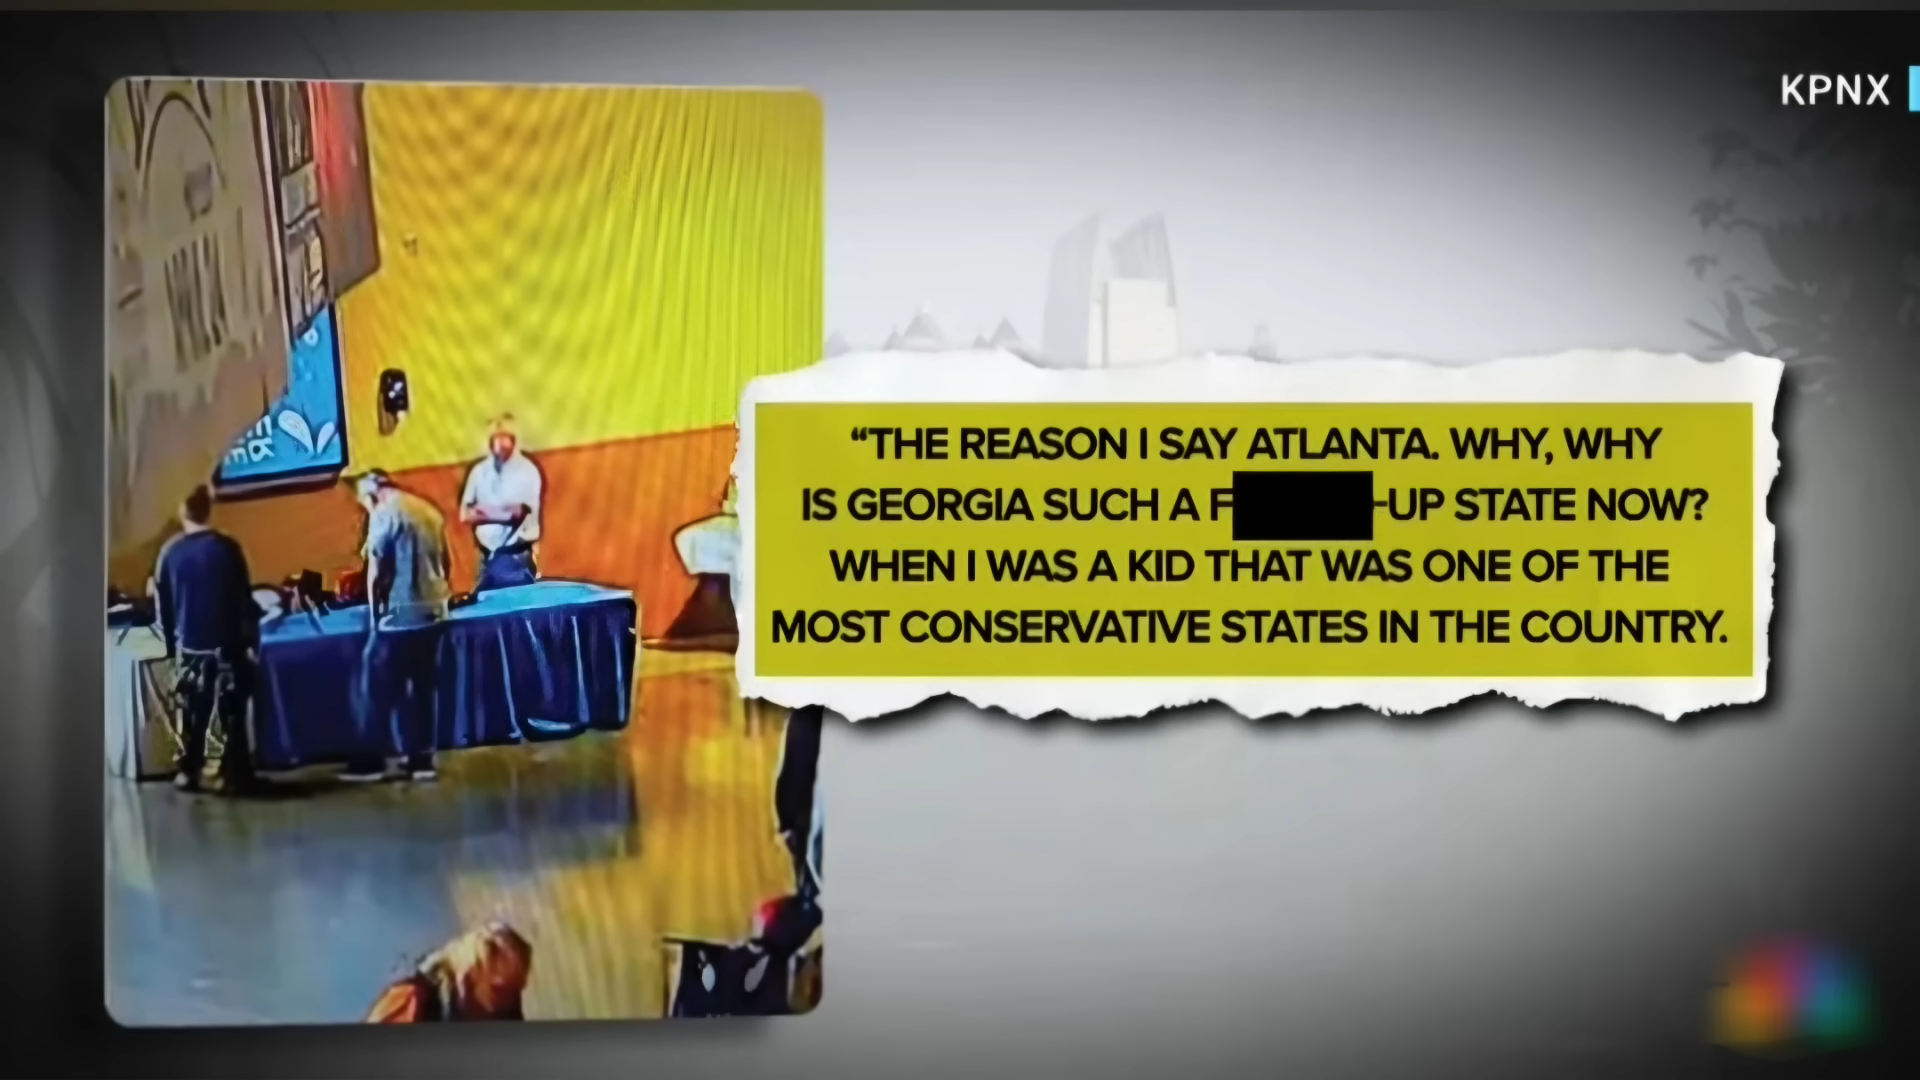 KPNX
“THE REASON I SAY ATLANTA. WHY, WHY
IS GEORGIA SUCH A F -UP STATE NOW?
WHEN I WAS A KID THAT WAS ONE OF THE
MOST CONSERVATIVE STATES IN THE COUNTRY.